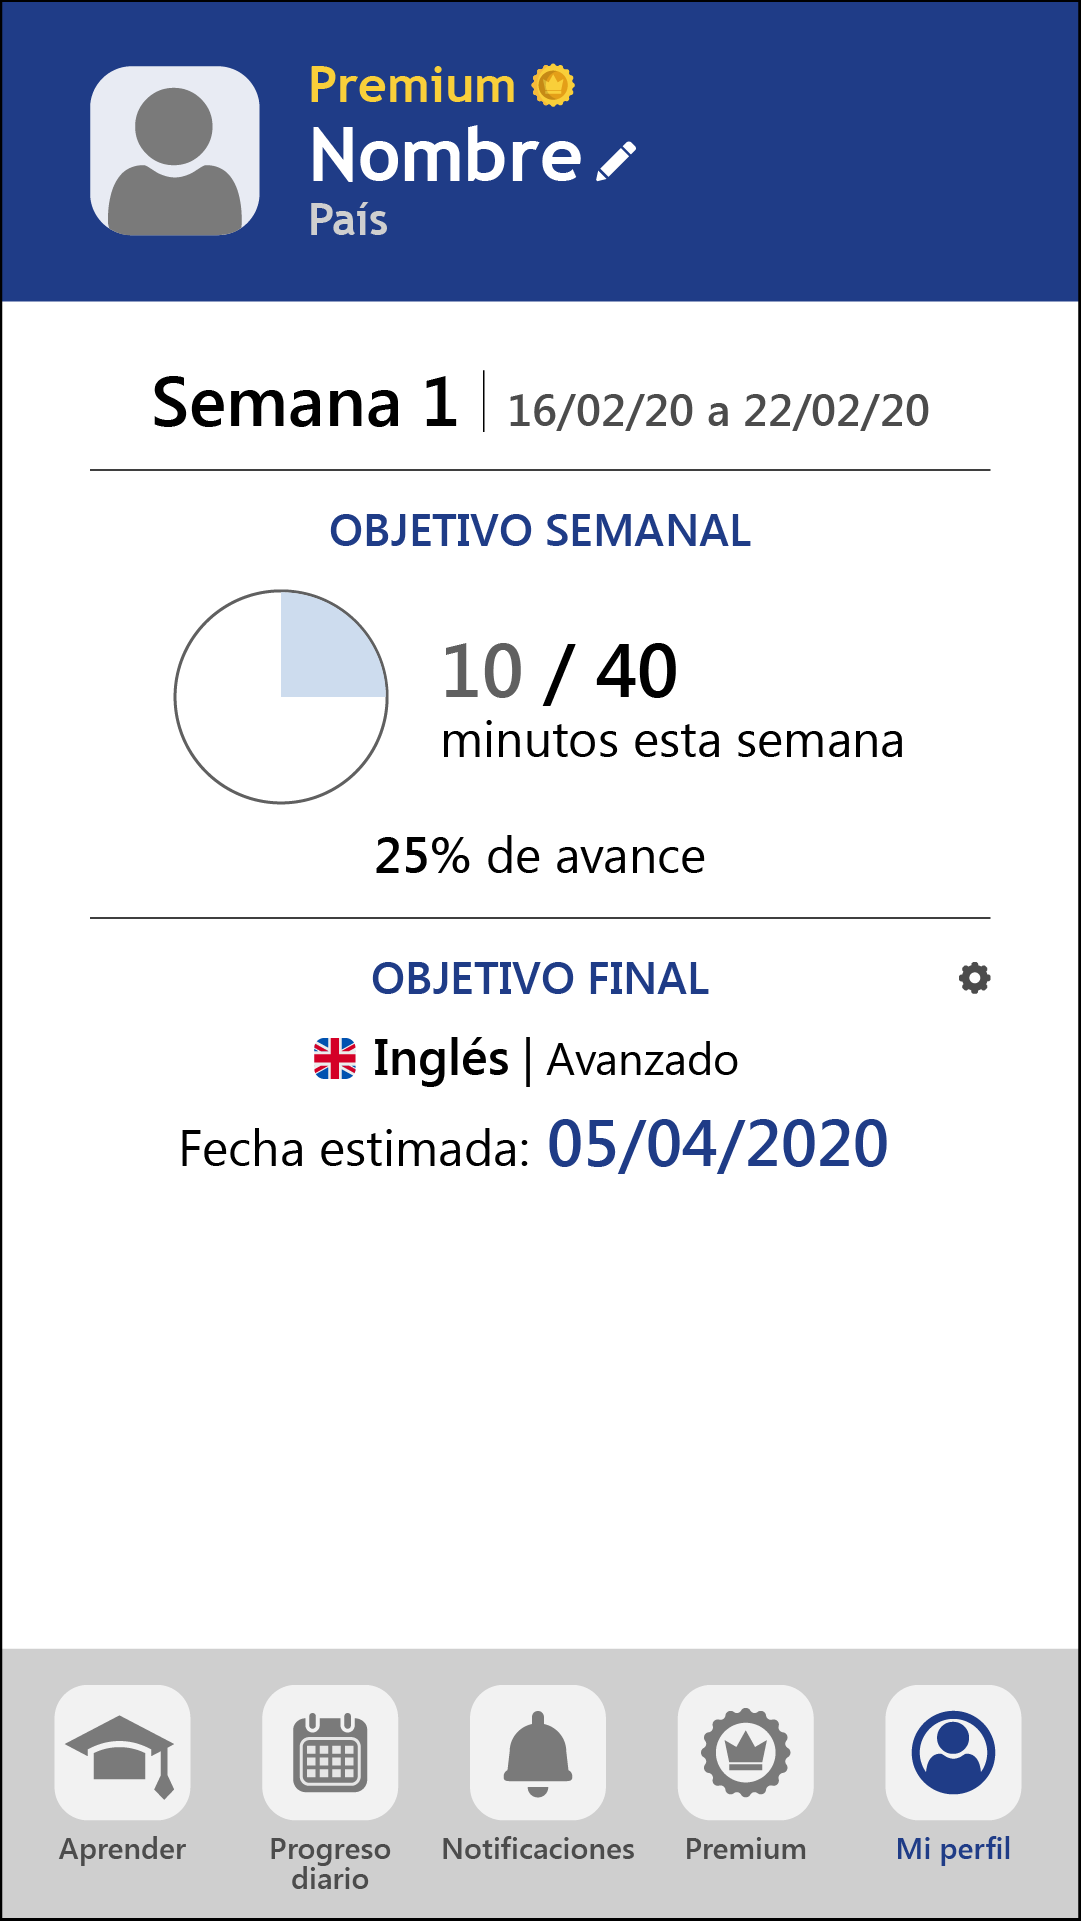 Premium
Nombre
País
Semana 1 | 16/02/20 a 22/02/20
OBJETIVO SEMANAL
10 / 40
minutos esta semana
25% de avance
OBJETIVO FINAL
Inglés | Avanzado
Fecha estimada: 05/04/2020
Aprender
Progreso
diario
Notificaciones
Premium
Mi perfil